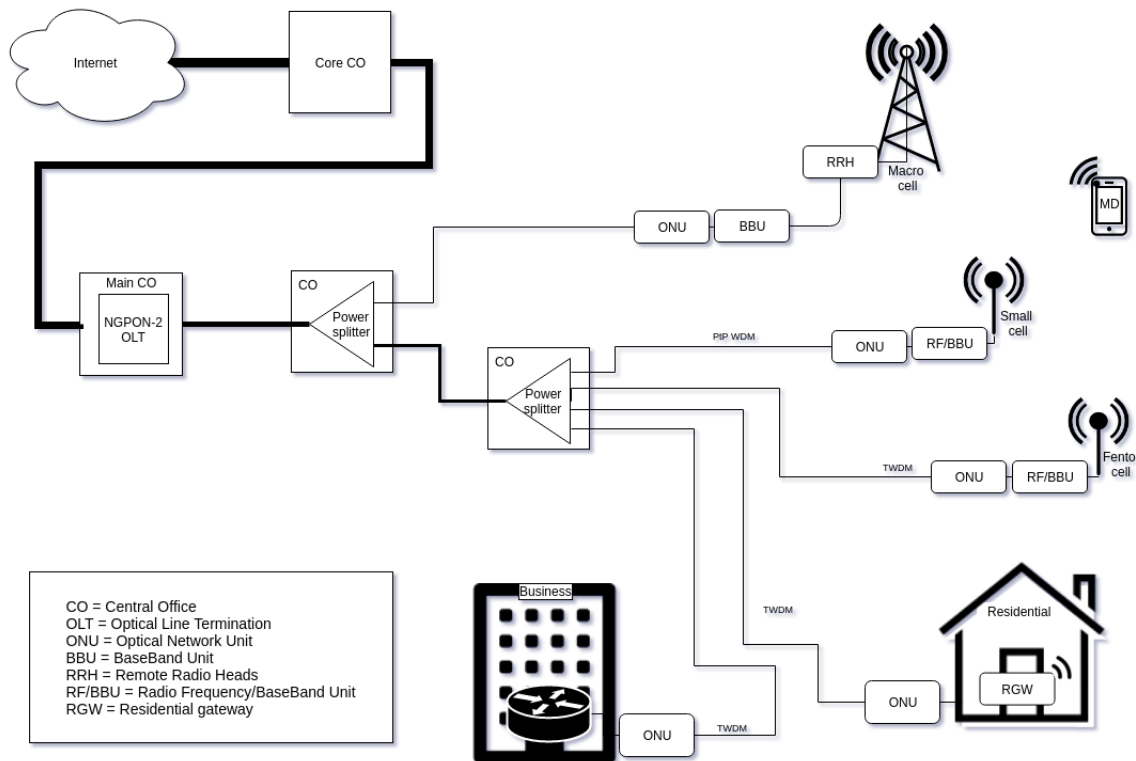 Internet
Core CO
RRH
Macro
cell
MD
ONU
BBU
Main CO
NGPON-2
OLT
CO
Power
splitter
Small
cell
PtP WDM
ONU
RF/BBU
CO
Power
splitter
Fento
cell
TWDM
ONU
RF/BBU
CO = Central Office
OLT = Optical Line Termination
ONU = Optical Network Unit
BBU = BaseBand Unit
RRH = Remote Radio Heads
RF/BBU = Radio Frequency/BaseBand Unit
RGW = Residential gateway
Business
TWDM
Residential
RGW
ONU
ONU
TWDM